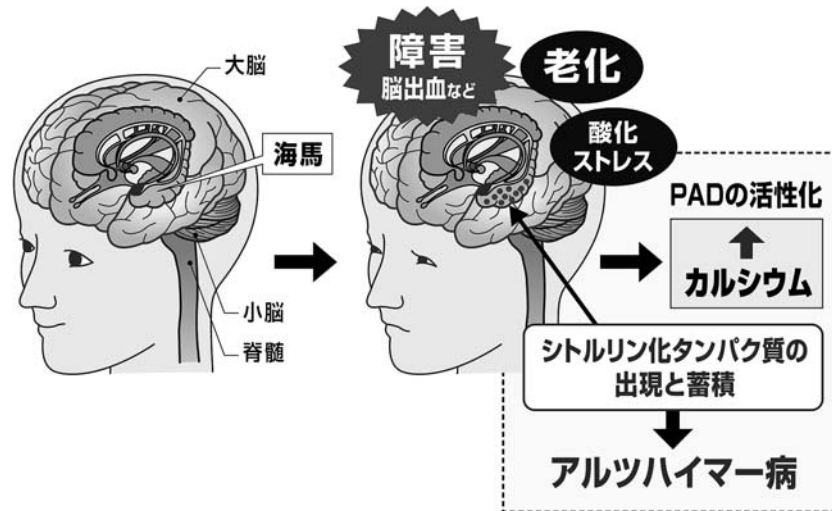 大脳
海馬
小脳
脊髄
障害
脳出血など
老化
酸化
ストレス
PADの活性化
カルシウム
シトルリン化タンパク質の
出現と蓄積
アルツハイマー病